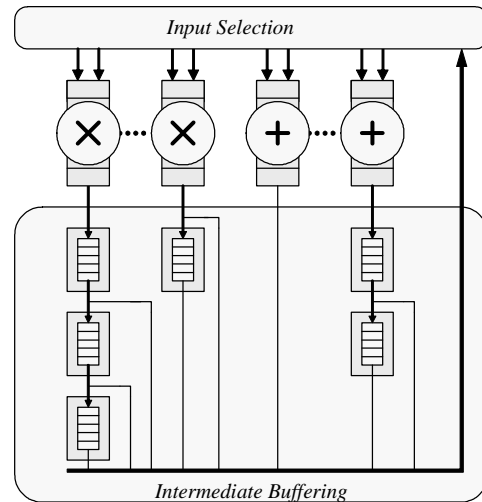 Input Selection
× ···· × + ···· +
Intermediate Buffering